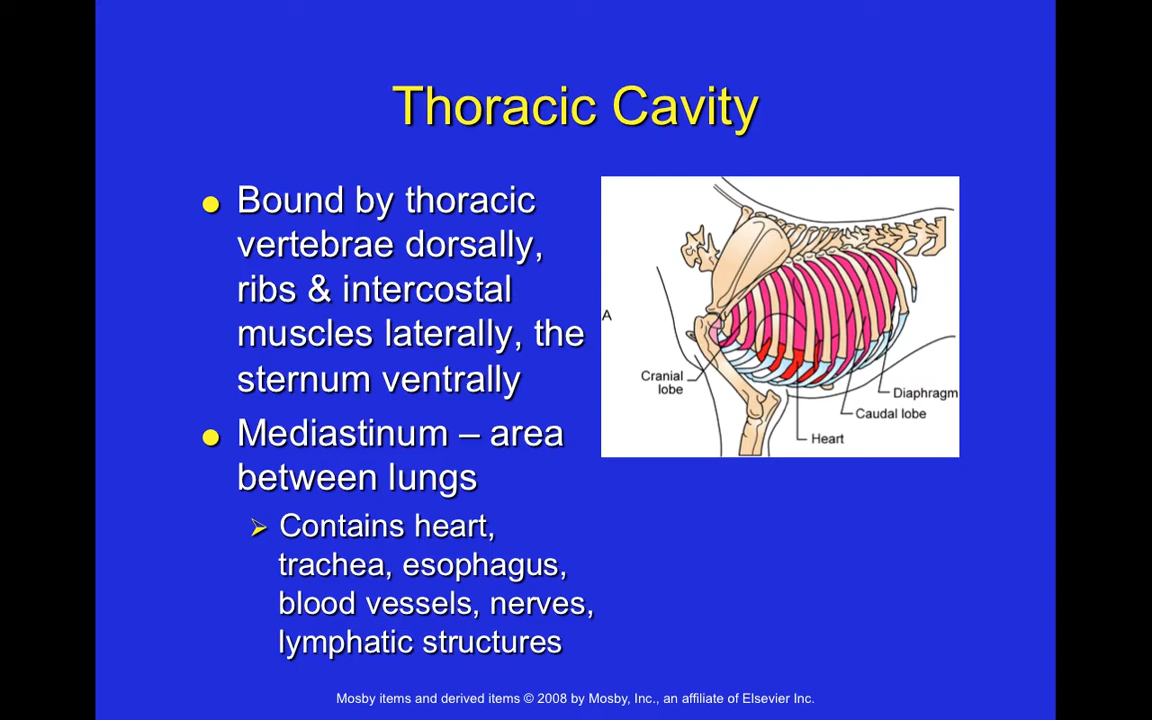 Thoracic Cavity
Bound by thoracic
vertebrae dorsally,
ribs & intercostal
muscles laterally, the
sternum ventrally
Mediastinum – area
between lungs
Contains heart,
trachea, esophagus,
blood vessels, nerves,
lymphatic structures
A
Cranial
lobe
Diaphragm
Caudal lobe
Heart
Mosby items and derived items © 2008 by Mosby, Inc., an affiliate of Elsevier Inc.